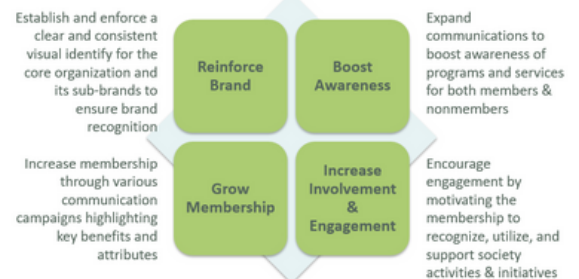 Establish and enforce a
clear and consistent
visual identify for the
core organization and
its sub-brands to
ensure brand
recognition
Reinforce
Brand
Boost
Awareness
Expand
communications to
boost awareness of
programs and services
for both members &
nonmembers
Increase membership
through various
communication
campaigns highlighting
key benefits and
attributes
Grow
Membership
Increase
Involvement
&
Engagement
Encourage
engagement by
motivating the
membership to
recognize, utilize, and
support society
activities & initiatives